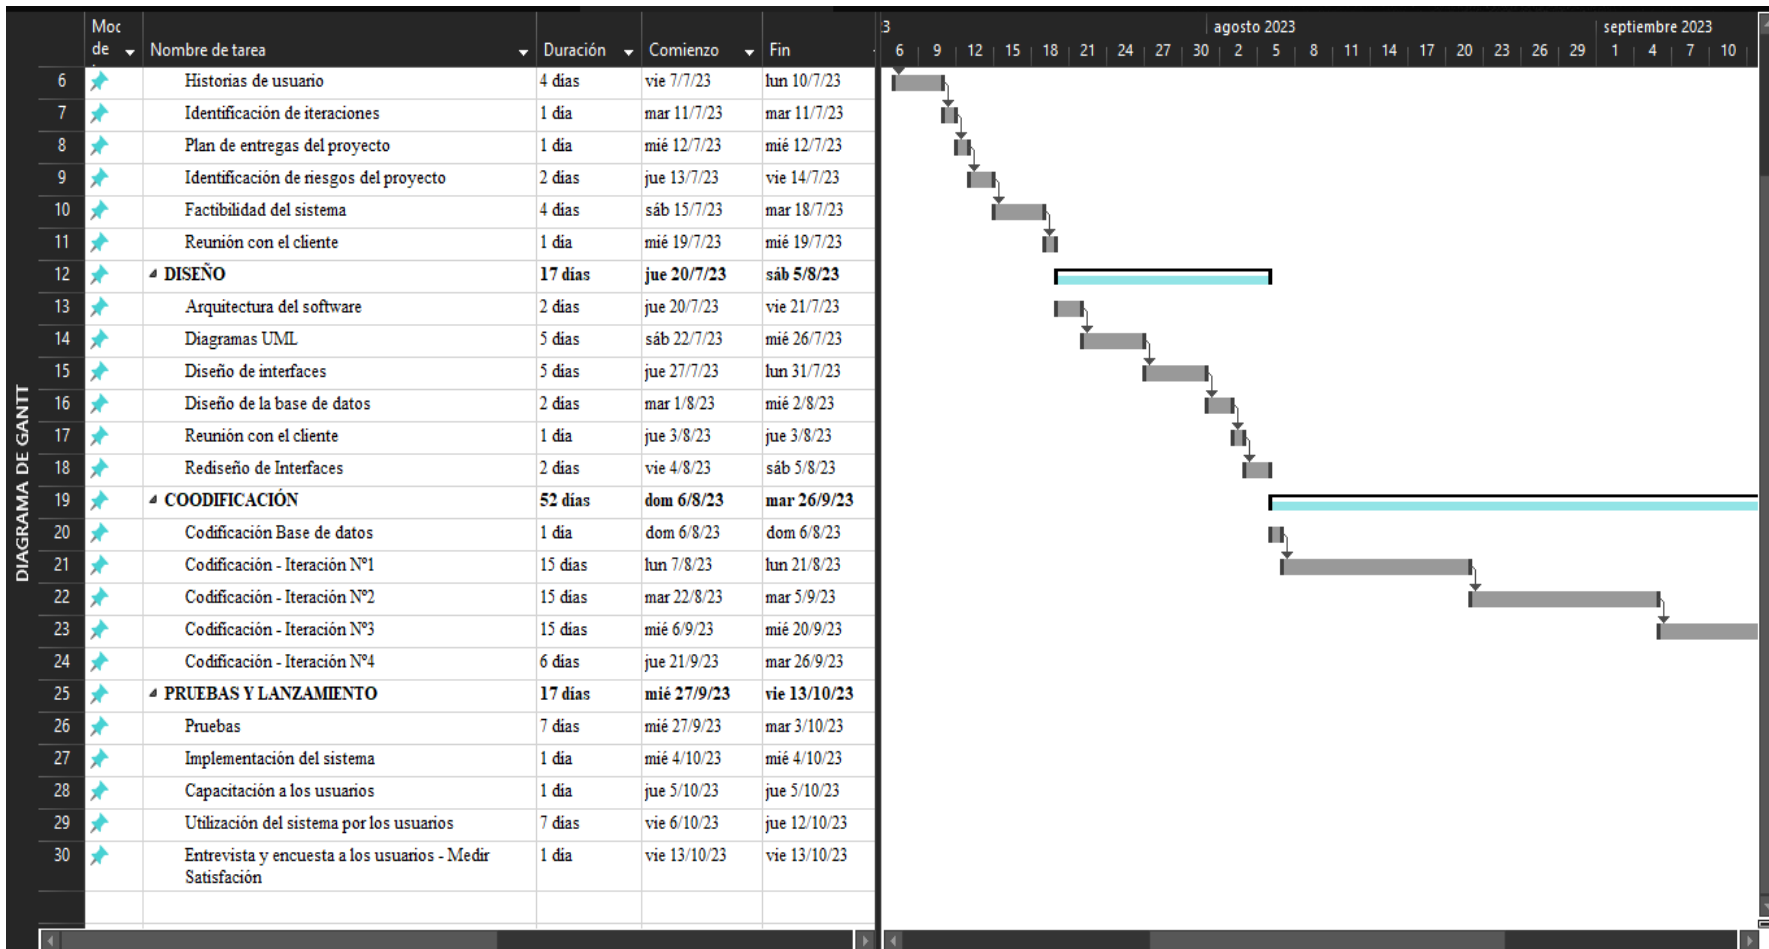 3 agosto 2023 septiembre 2023
Moc
de Nombre de tarea Duración Comienzo Fin 6 9 12 15 18 21 24 27 30 2 5 8 11 14 17 20 23 26 29 1 4 7 10
6 Historias de usuario 4 días vie 7/7/23 lun 10/7/23
7 Identificación de iteraciones 1 día mar 11/7/23 mar 11/7/23
8 Plan de entregas del proyecto 1 día mié 12/7/23 mié 12/7/23
9 Identificación de riesgos del proyecto 2 días jue 13/7/23 vie 14/7/23
10 Factibilidad del sistema 4 días sáb 15/7/23 mar 18/7/23
11 Reunión con el cliente 1 día mié 19/7/23 mié 19/7/23
12 DISEÑO 17 días jue 20/7/23 sáb 5/8/23
13 Arquitectura del software 2 días jue 20/7/23 vie 21/7/23
14 Diagramas UML 5 días sáb 22/7/23 mié 26/7/23
15 Diseño de interfaces 5 días jue 27/7/23 lun 31/7/23
16 Diseño de la base de datos 2 días mar 1/8/23 mié 2/8/23
17 Reunión con el cliente 1 día jue 3/8/23 jue 3/8/23
18 Rediseño de Interfaces 2 días vie 4/8/23 sáb 5/8/23
19 COODIFICACIÓN 52 días dom 6/8/23 mar 26/9/23
20 Codificación Base de datos 1 día dom 6/8/23 dom 6/8/23
21 Codificación - Iteración Nº1 15 días lun 7/8/23 lun 21/8/23
22 Codificación - Iteración Nº2 15 días mar 22/8/23 mar 5/9/23
23 Codificación - Iteración Nº3 15 días mié 6/9/23 mié 20/9/23
24 Codificación - Iteración Nº4 6 días jue 21/9/23 mar 26/9/23
25 PRUEBAS Y LANZAMIENTO 17 días mié 27/9/23 vie 13/10/23
26 Pruebas 7 días mié 27/9/23 mar 3/10/23
27 Implementación del sistema 1 día mié 4/10/23 mié 4/10/23
28 Capacitación a los usuarios 1 día jue 5/10/23 jue 5/10/23
29 Utilización del sistema por los usuarios 7 días vie 6/10/23 jue 12/10/23
30 Entrevista y encuesta a los usuarios - Medir 1 día vie 13/10/23 vie 13/10/23
Satisfación
DIAGRAMA DE GANTT